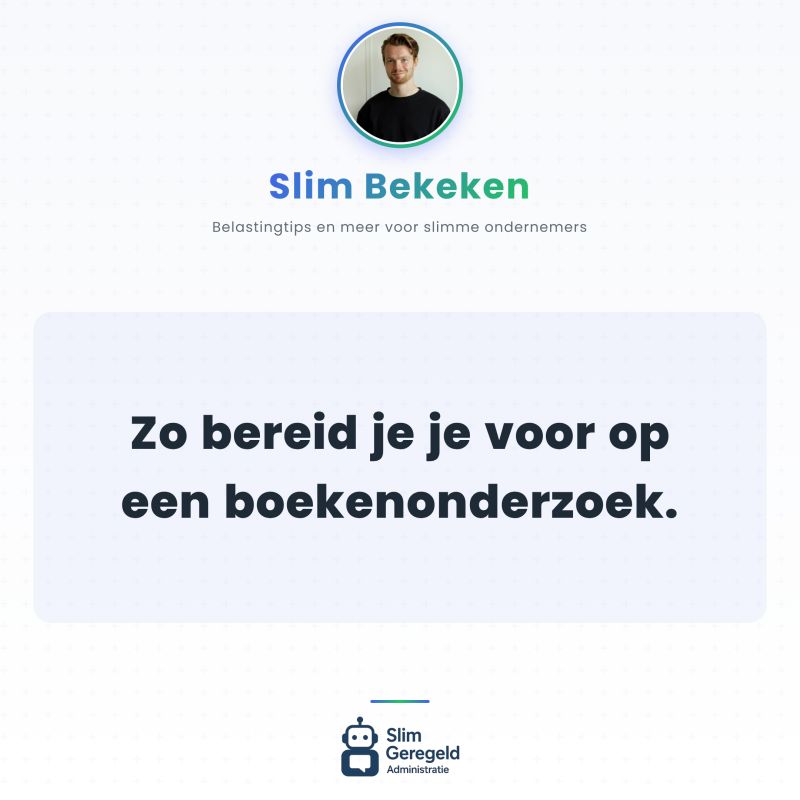 Slim Bekeken
Belastingtips en meer voor slimme ondernemers
Zo bereid je je voor op
een boekenonderzoek.
Slim
Geregeld
Administratie